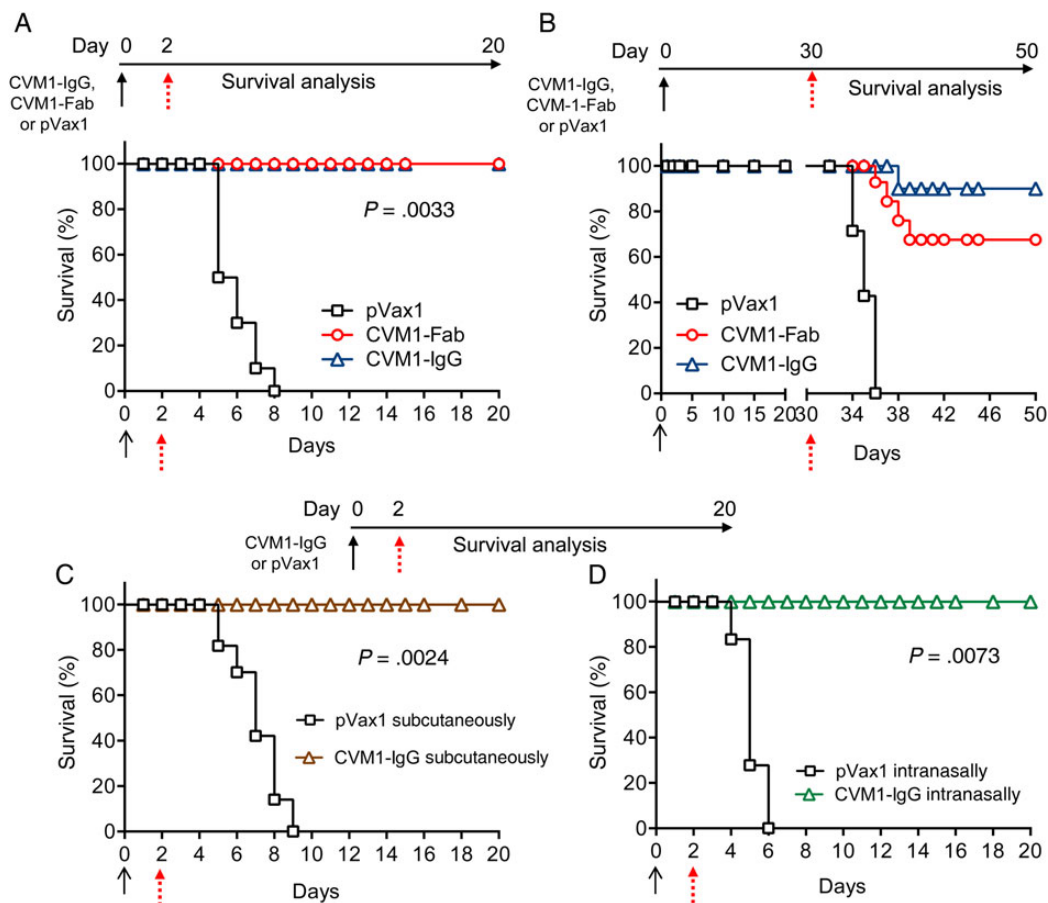 A
Day 0 2 20
CVM1-IgG,
CVM1-Fab
or pVax1
Survival analysis
100
80
60
40
20
0
Survival (%)
P = .0033
pVax1
CVM1-Fab
CVM1-IgG
0 2 4 6 8 10 12 14 16 18 20
Days
B
Day 0 30 50
CVM1-IgG,
CVM-1-Fab
or pVax1
Survival analysis
100
80
60
40
20
0
Survival (%)
pVax1
CVM1-Fab
CVM1-IgG
0 5 10 15 20 30 34 38 42 46 50
Days
Day 0 2 20
CVM1-IgG
or pVax1
Survival analysis
C
100
80
60
40
20
0
Survival (%)
P = .0024
pVax1 subcutaneously
CVM1-IgG subcutaneously
0 2 4 6 8 10 12 14 16 18 20
Days
D
100
80
60
40
20
0
Survival (%)
P = .0073
pVax1 intranasally
CVM1-IgG intranasally
0 2 4 6 8 10 12 14 16 18 20
Days